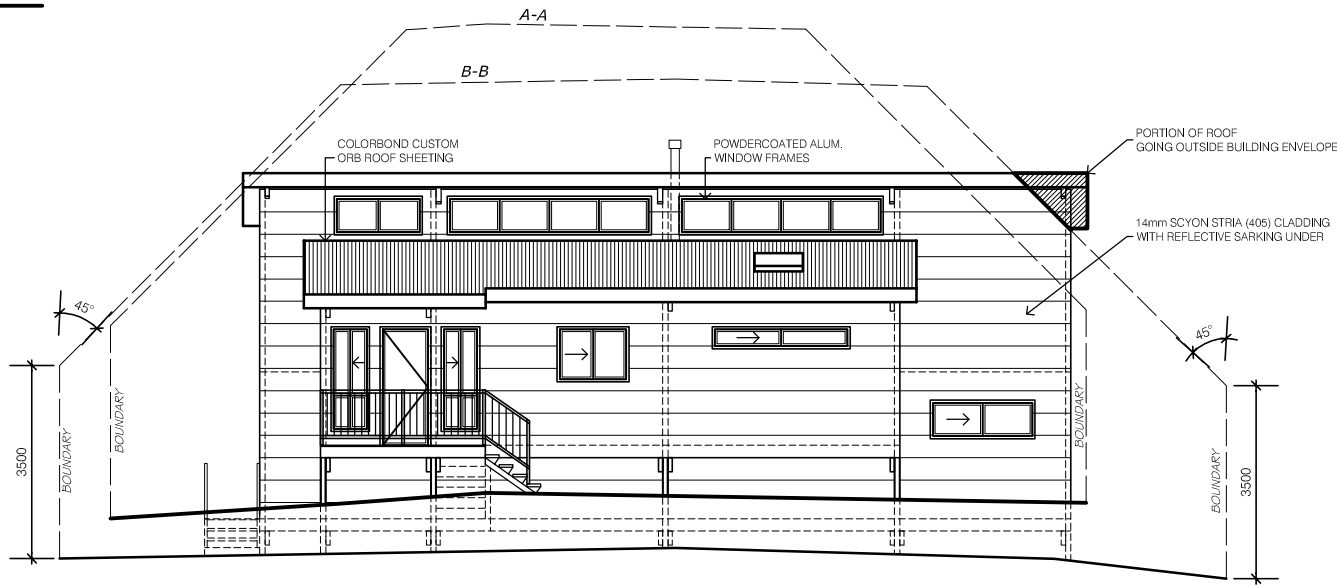 A-A
B-B
COLORBOND CUSTOM
ORB ROOF SHEETING
POWDERCOATED ALUM.
WINDOW FRAMES
PORTION OF ROOF
GOING OUTSIDE BUILDING ENVELOPE
14mm SCYON STRIA (405) CLADDING
WITH REFLECTIVE SARKING UNDER
45°
45°
BOUNDARY
BOUNDARY
BOUNDARY
BOUNDARY
3500
3500